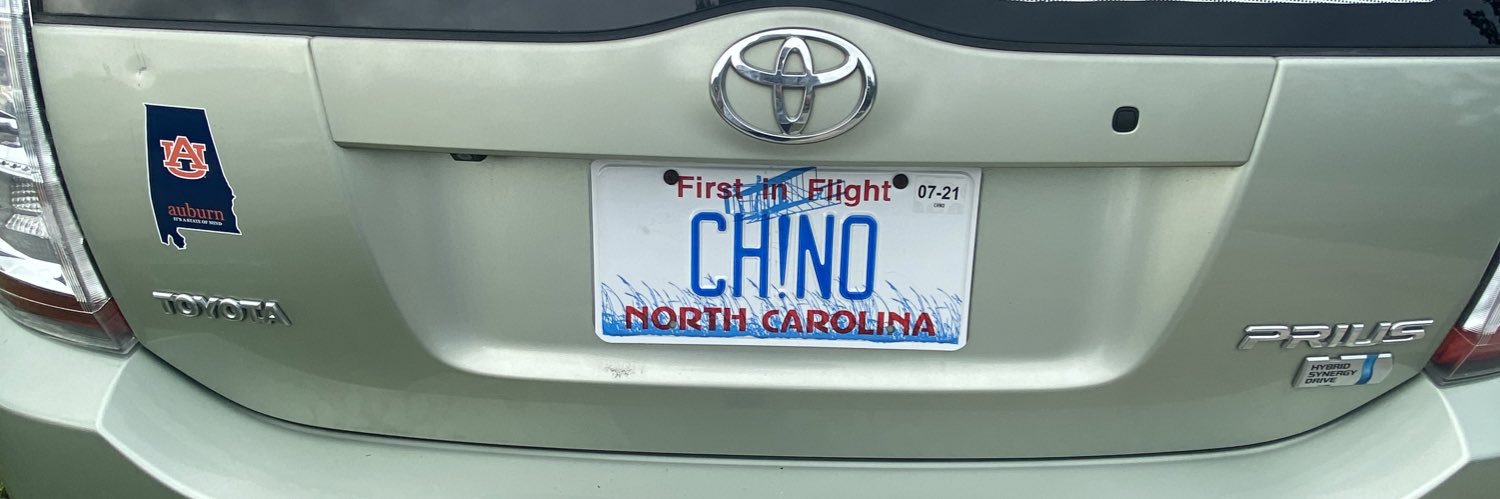 First in Flight
07-21
CH!NO
NORTH CAROLINA
AU
auburn
IT'S A STATE OF MIND
TOYOTA
PRIUS
HYBRID
SYNERGY
DRIVE